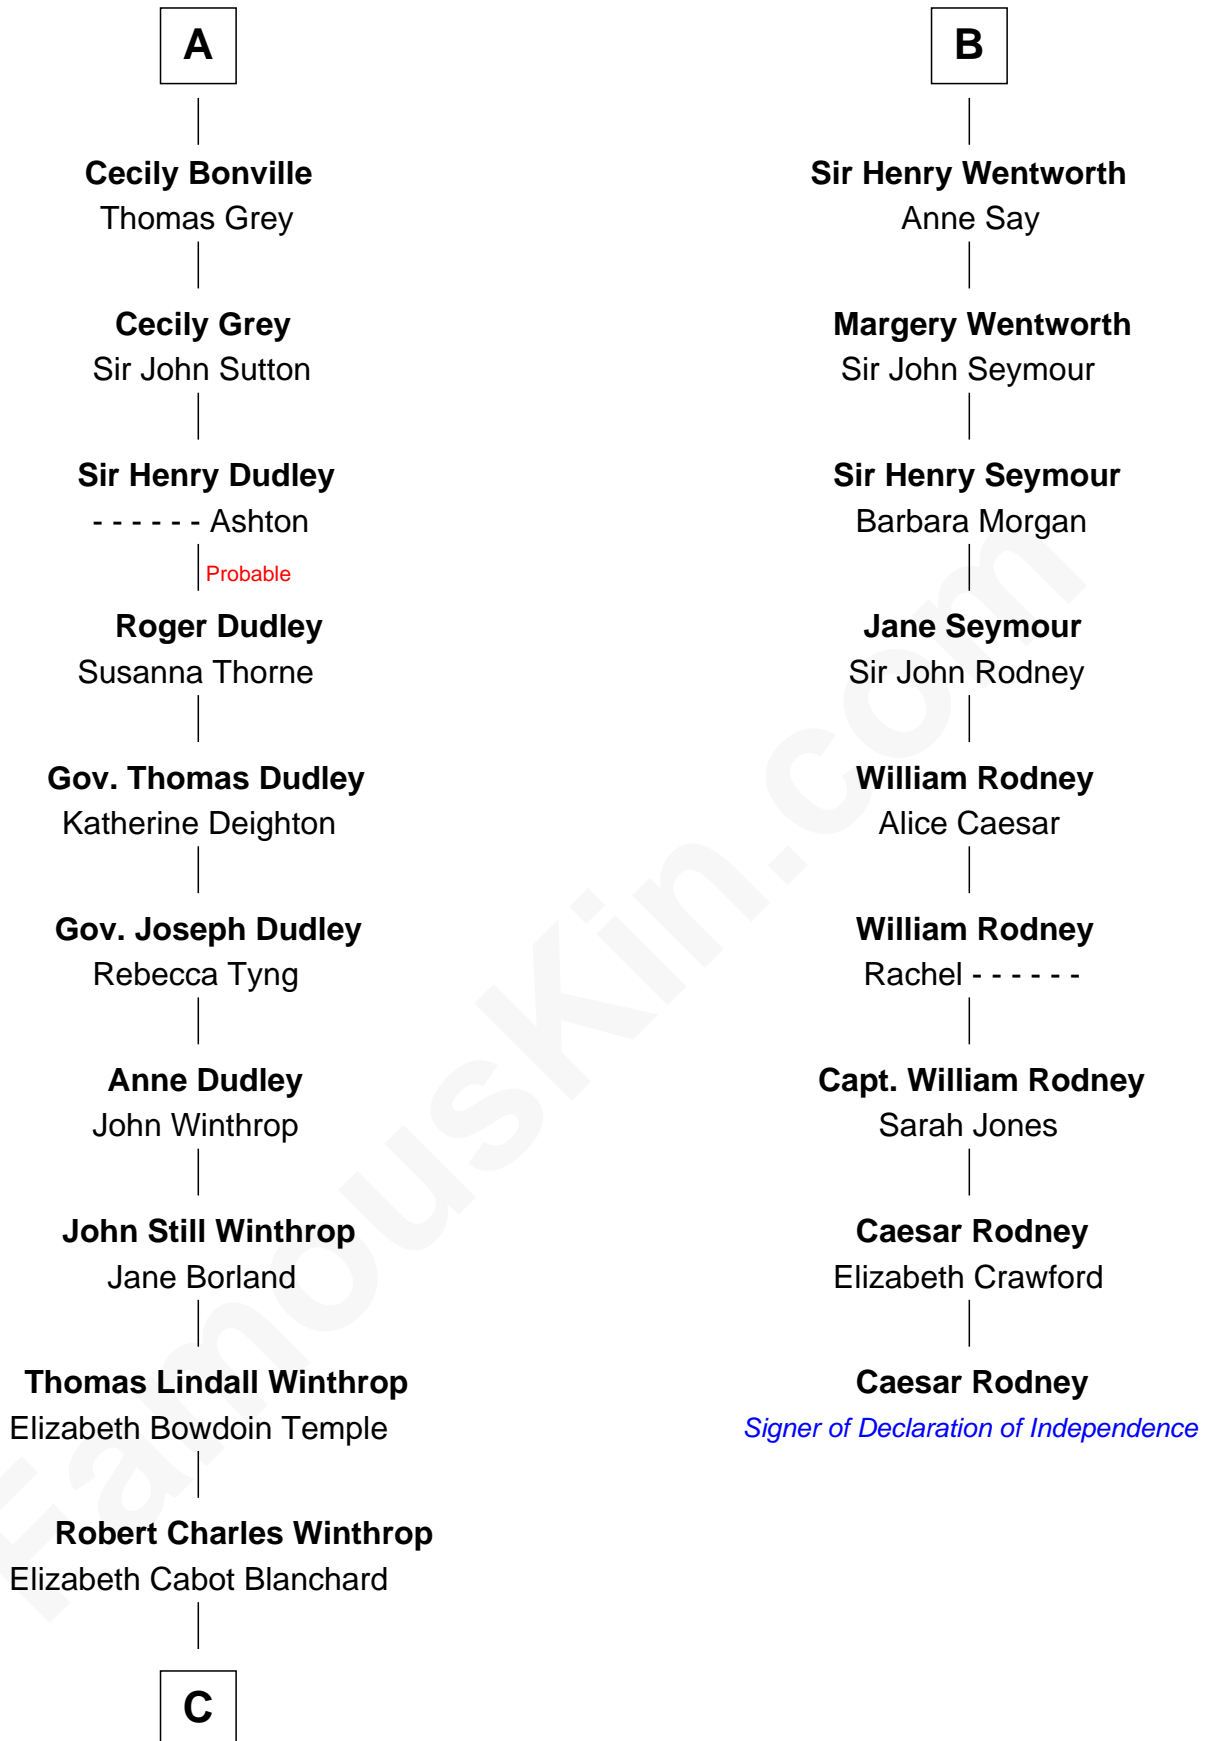 A
Cecily Bonville
Thomas Grey
Cecily Grey
Sir John Sutton
Sir Henry Dudley
- - - - - - Ashton
Probable
Roger Dudley
Susanna Thorne
Gov. Thomas Dudley
Katherine Deighton
Gov. Joseph Dudley
Rebecca Tyng
Anne Dudley
John Winthrop
John Still Winthrop
Jane Borland
Thomas Lindall Winthrop
Elizabeth Bowdoin Temple
Robert Charles Winthrop
Elizabeth Cabot Blanchard
C
B
Sir Henry Wentworth
Anne Say
Margery Wentworth
Sir John Seymour
Sir Henry Seymour
Barbara Morgan
Jane Seymour
Sir John Rodney
William Rodney
Alice Caesar
William Rodney
Rachel - - - - - -
Capt. William Rodney
Sarah Jones
Caesar Rodney
Elizabeth Crawford
Caesar Rodney
Signer of Declaration of Independence
FamousKin.com